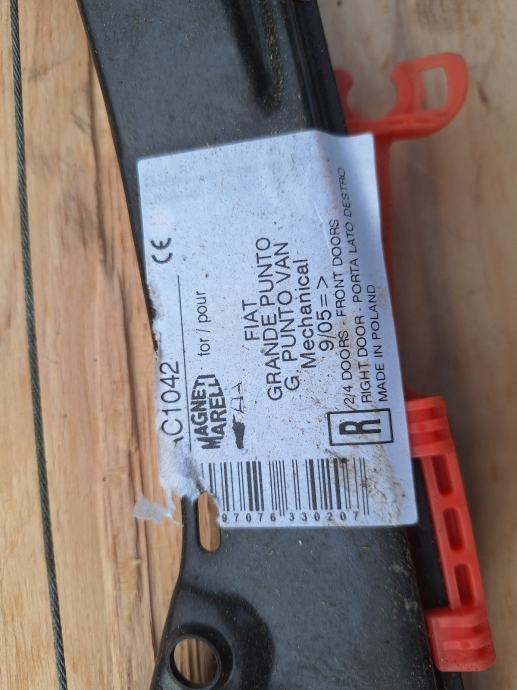 C1042
CE
for / pour
MAGNETI
MARELLI
FIAT
GRANDE PUNTO
G. PUNTO VAN
Mechanical
9/05=>
R
2/4 DOORS - FRONT DOORS
RIGHT DOOR - PORTA LATO DESTRO
MADE IN POLAND
97076 330207